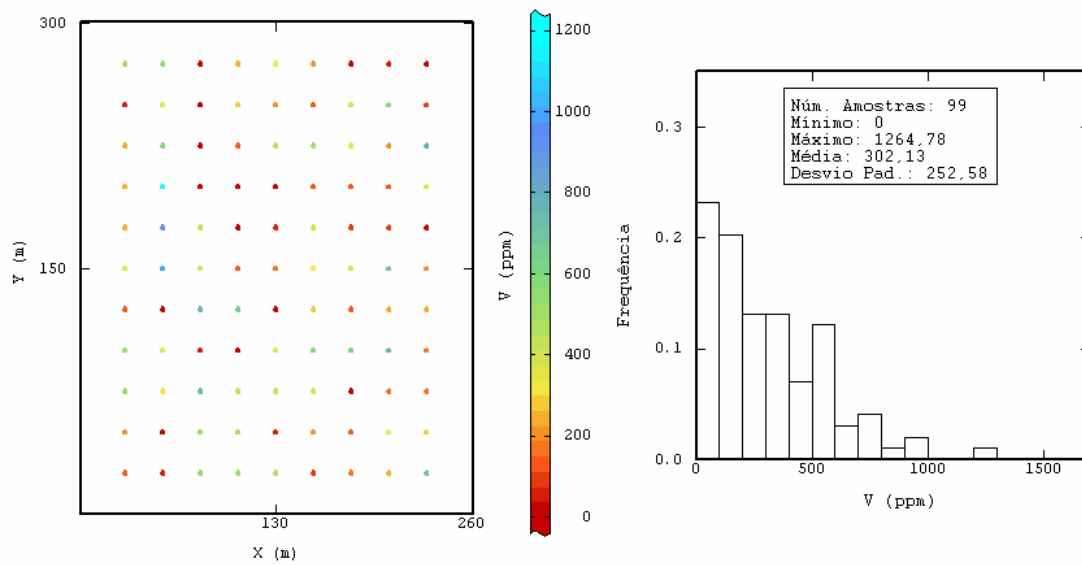 300
150
Y (m)
130
260
X (m)
1200
1000
800
600
400
200
0
V (ppm)
Núm. Amostras: 99
Mínimo: 0
Máximo: 1264,78
Média: 302,13
Desvio Pad.: 252,58
0.3
0.2
0.1
0.0
Frequência
0
500
1000
1500
V (ppm)